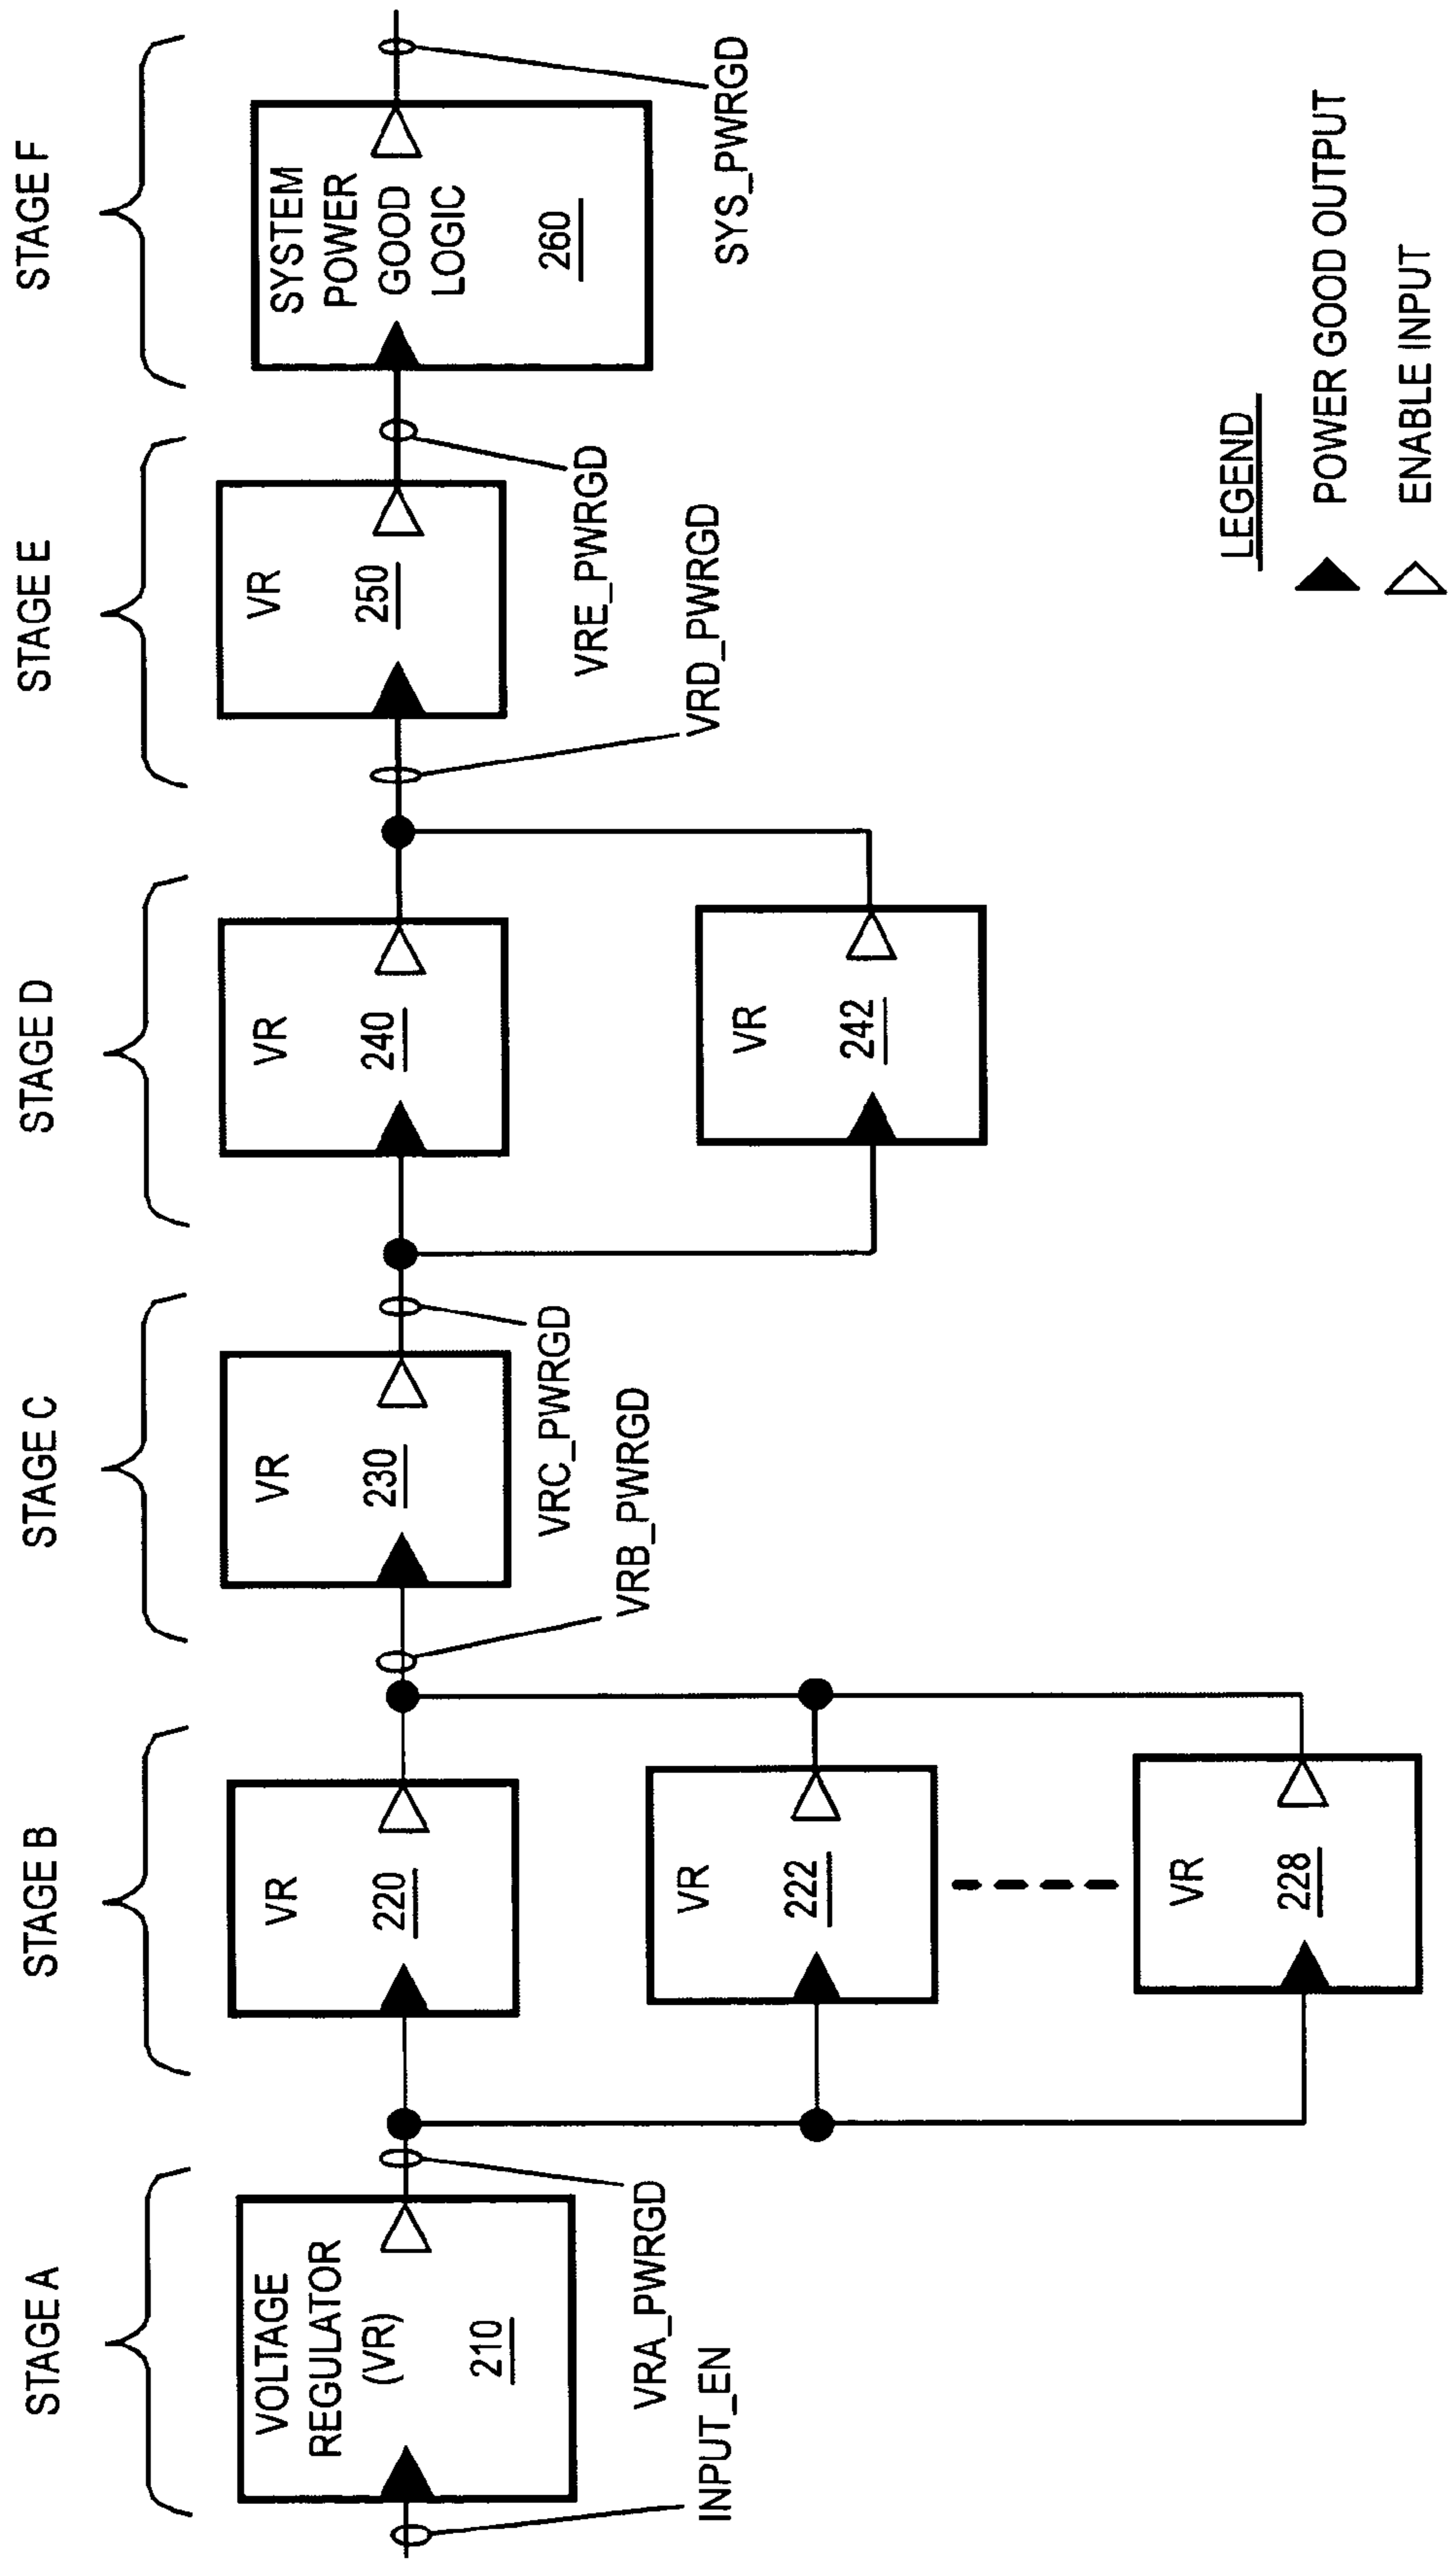 STAGE A
STAGE B
STAGE C
STAGE D
STAGE E
STAGE F
VOLTAGE
REGULATOR
(VR)
210
VR
220
VR
222
VR
228
VR
230
VR
240
VR
242
VR
250
SYSTEM
POWER
GOOD
LOGIC
260
INPUT_EN
VRA_PWRGD
VRB_PWRGD
VRC_PWRGD
VRD_PWRGD
VRE_PWRGD
SYS_PWRGD
LEGEND
POWER GOOD OUTPUT
ENABLE INPUT